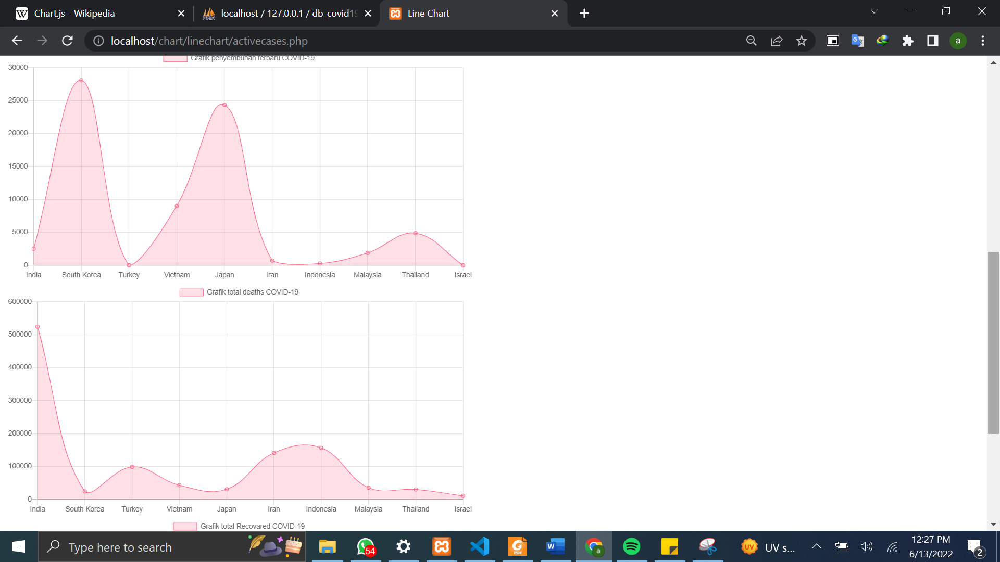 Chart.js - Wikipedia
localhost / 127.0.0.1 / db_covid19
Line Chart
localhost/chart/linechart/activecases.php
a
Grafik penyembuhan terbaru COVID-19
30000
25000
20000
15000
10000
5000
0
India South Korea Turkey Vietnam Japan Iran Indonesia Malaysia Thailand Israel
Grafik total deaths COVID-19
600000
500000
400000
300000
200000
100000
0
India South Korea Turkey Vietnam Japan Iran Indonesia Malaysia Thailand Israel
Grafik total Recovared COVID-19
Type here to search
54
PDF
W
a
UV
UV s...
12:27 PM
6/13/2022
2